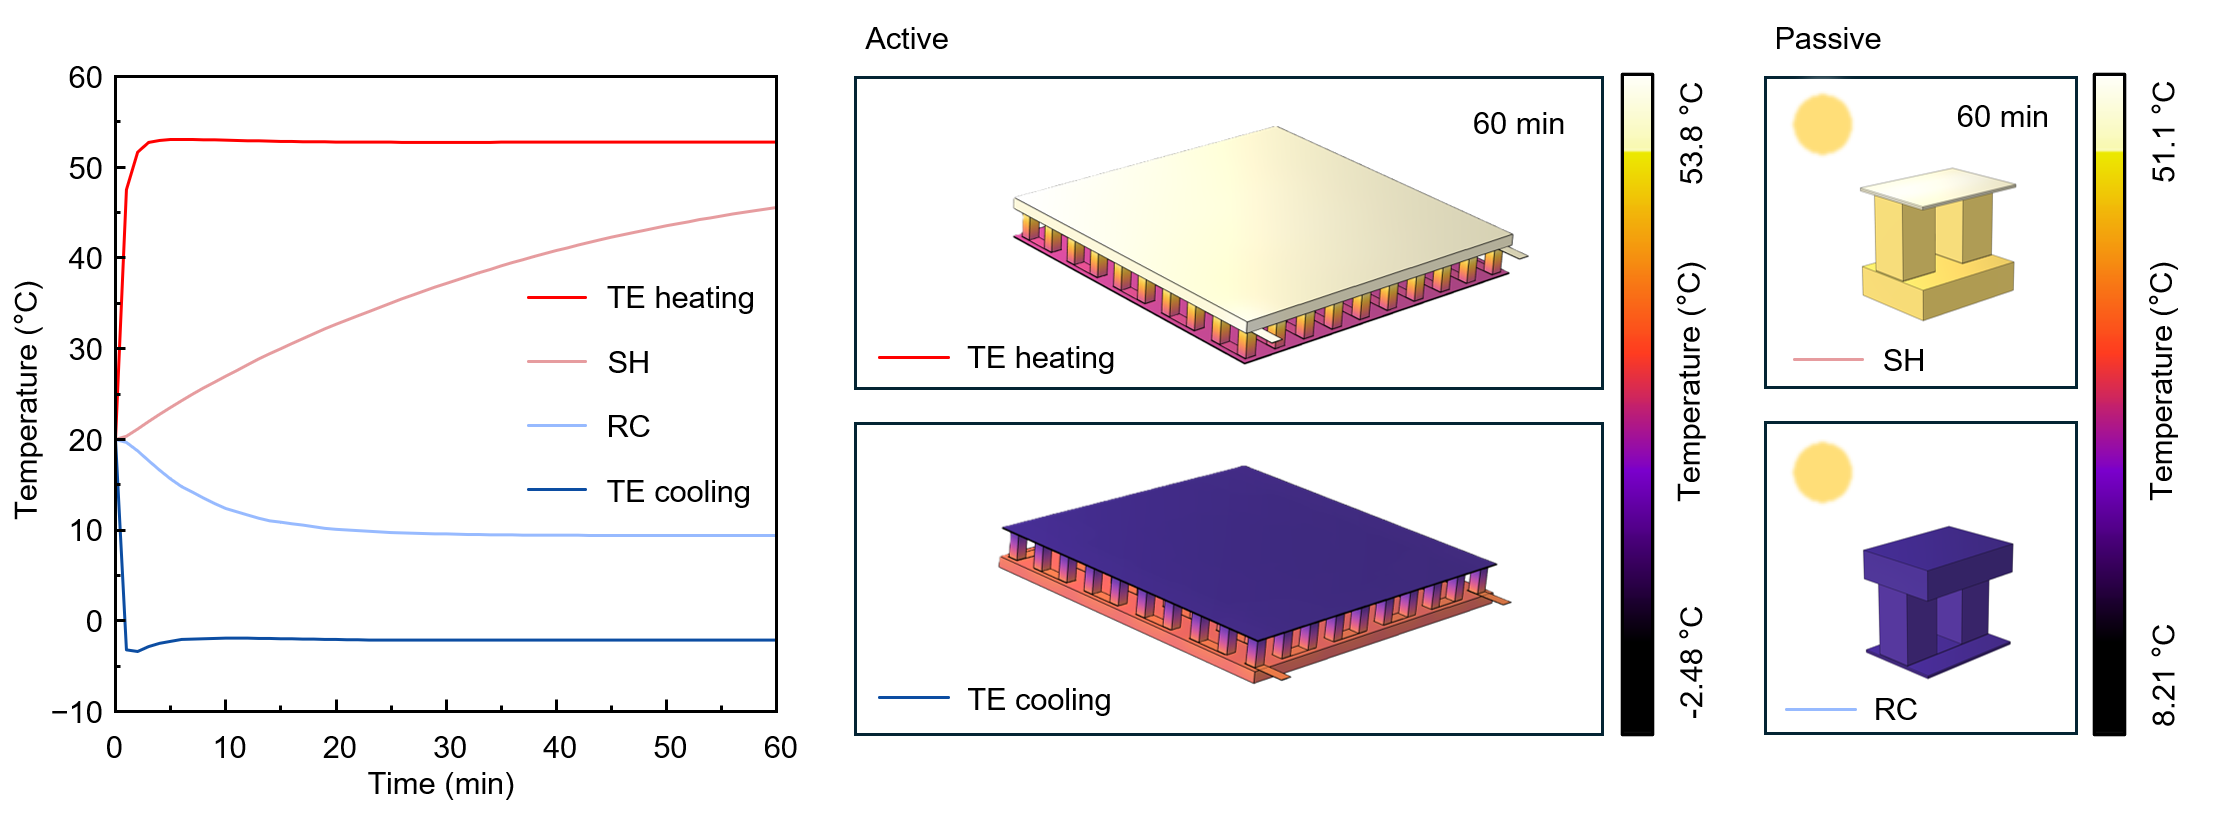 60
50
40
30
20
10
0
−10
Temperature (°C)
0 10 20 30 40 50 60
Time (min)
TE heating
SH
RC
TE cooling
Active
60 min
TE heating
TE cooling
53.8 °C
Temperature (°C)
-2.48 °C
Passive
60 min
SH
RC
51.1 °C
Temperature (°C)
8.21 °C